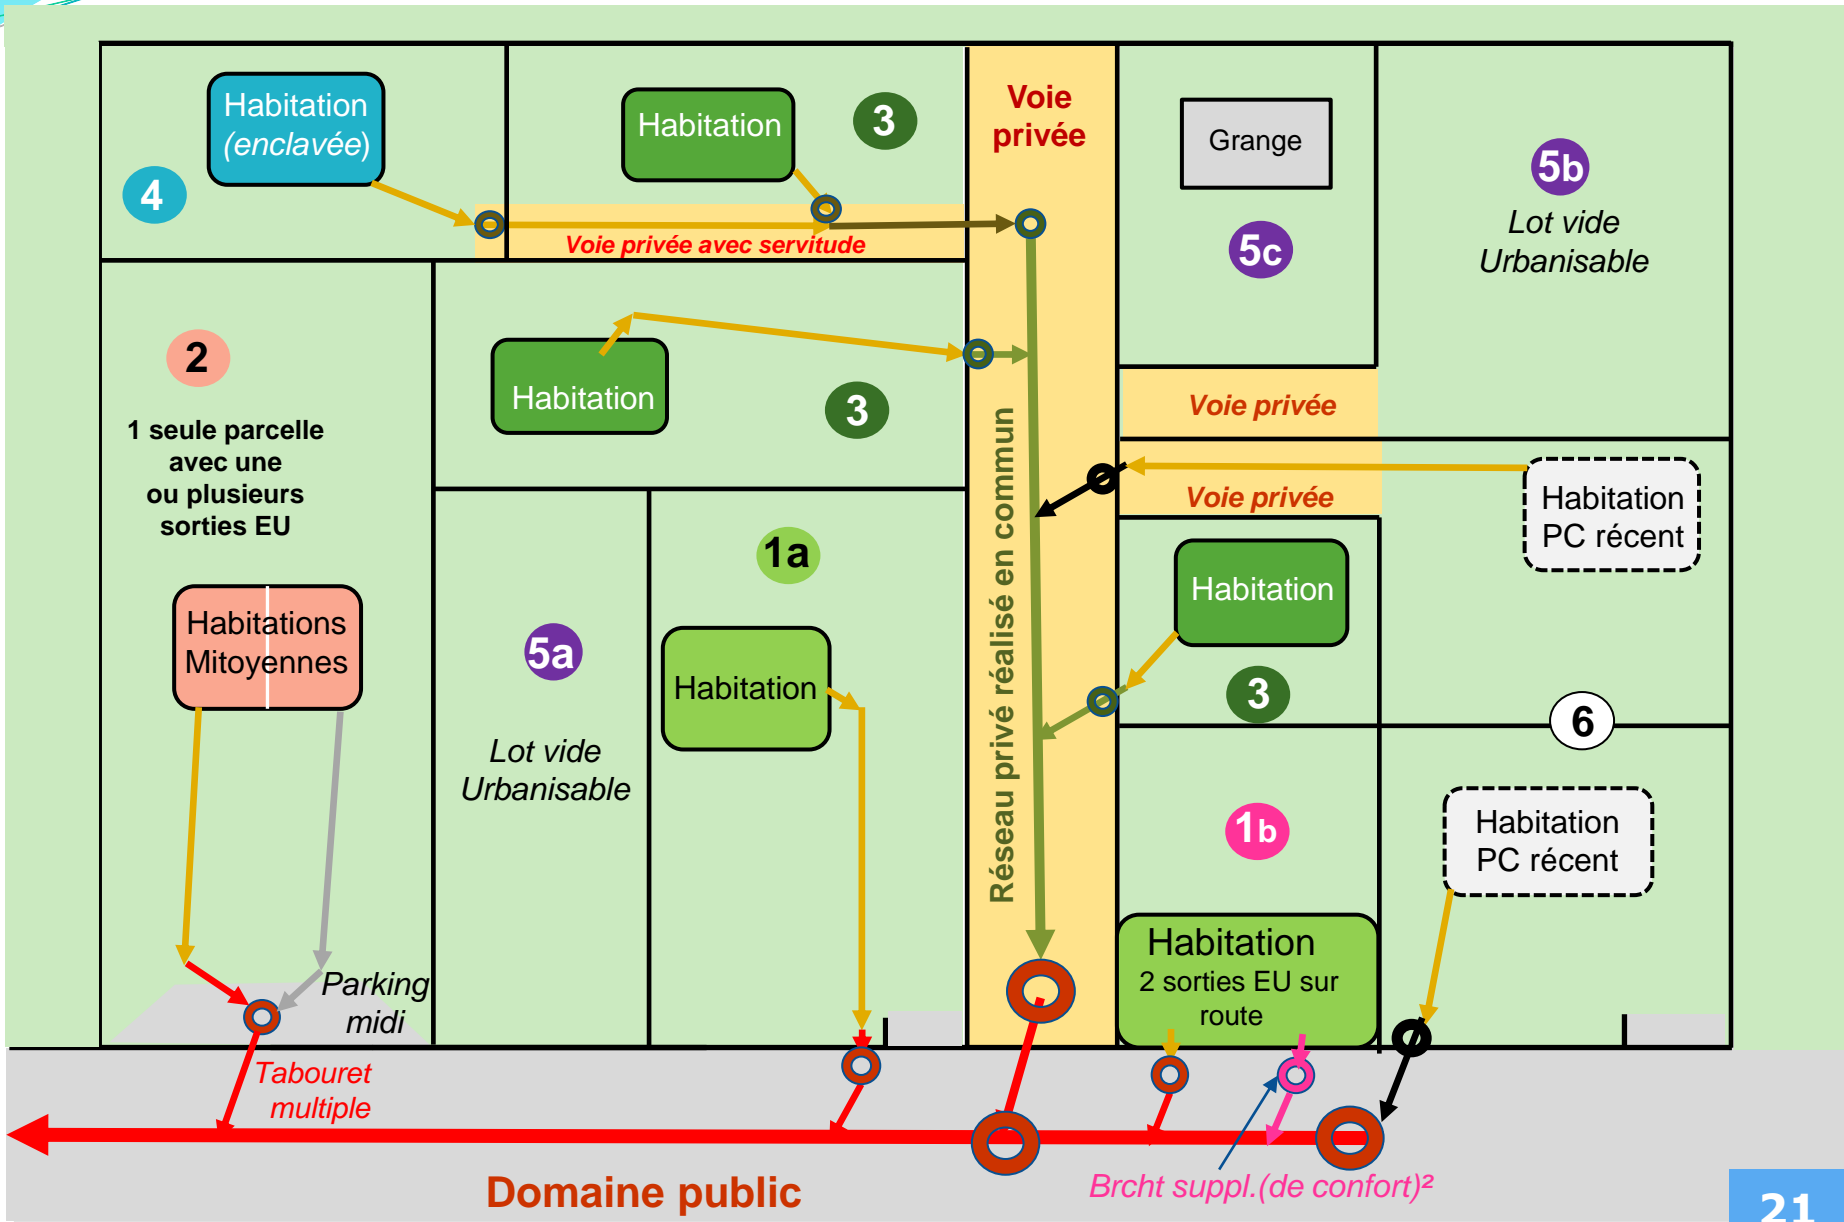 Habitation
(enclavée)
4
Habitation
3
Voie privée avec servitude
Voie
privée
Grange
5c
5b
Lot vide
Urbanisable
2
1 seule parcelle
avec une
ou plusieurs
sorties EU
Habitations
Mitoyennes
Parking
midi
Tabouret
multiple
Habitation
3
5a
Lot vide
Urbanisable
1a
Habitation
Réseau privé réalisé en commun
Voie privée
Voie privée
Habitation
PC récent
Habitation
3
6
1b
Habitation
2 sorties EU sur
route
Habitation
PC récent
Brcht suppl.(de confort)²
Domaine public
21